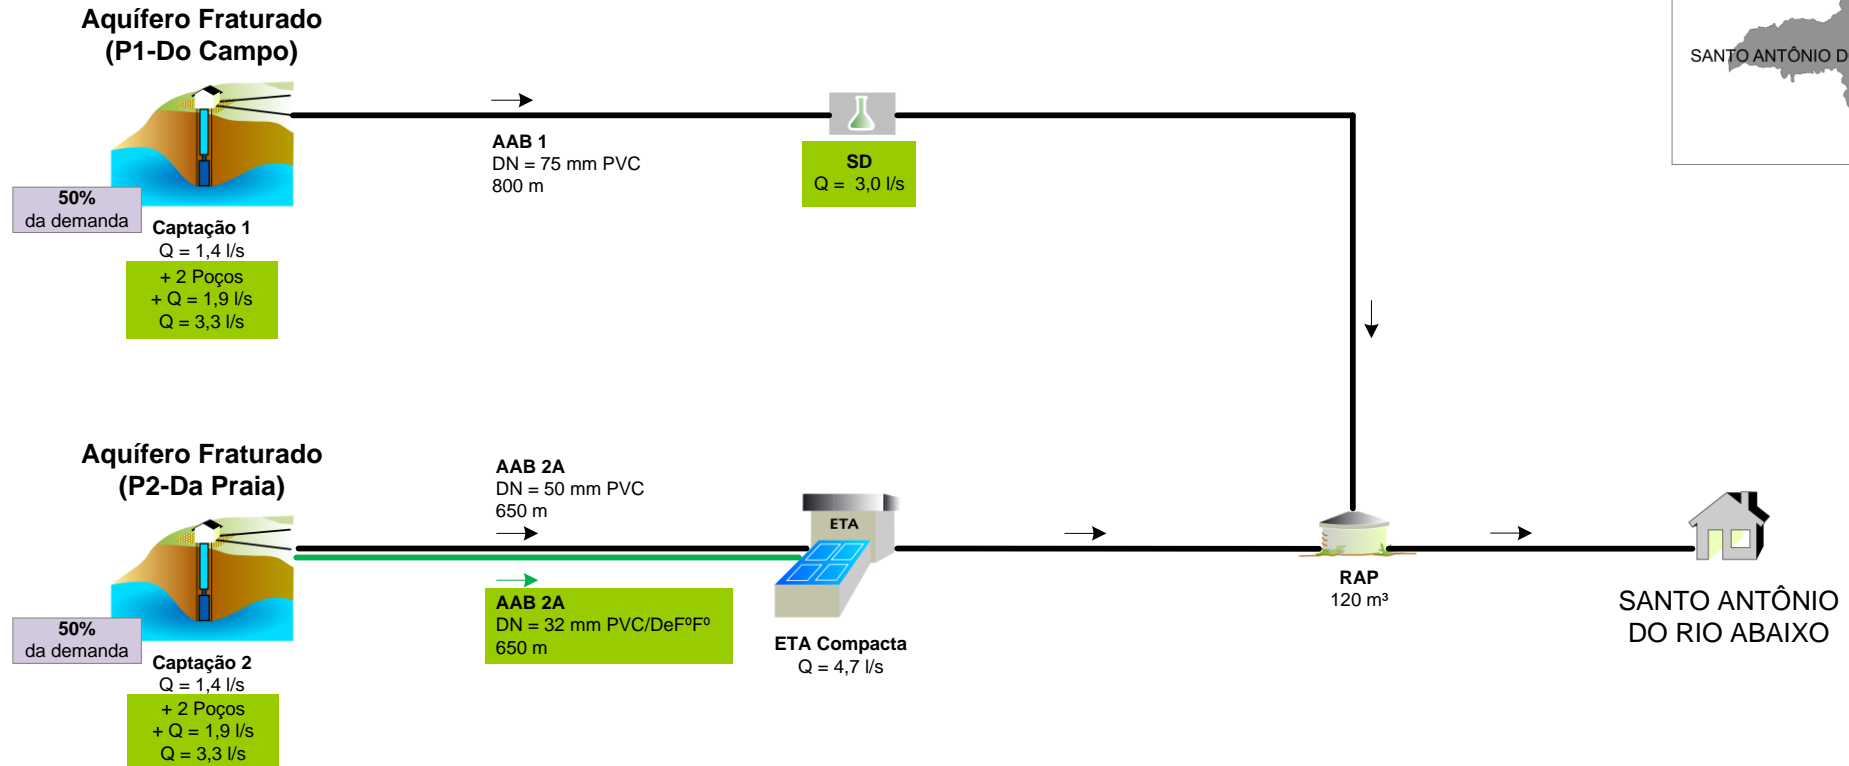 Aquífero Fraturado
(P1-Do Campo)
50%
da demanda
Captação 1
Q = 1,4 l/s
+ 2 Poços
+ Q = 1,9 l/s
Q = 3,3 l/s
AAB 1
DN = 75 mm PVC
800 m
SD
Q = 3,0 l/s
SANTO ANTÔNIO D
Aquífero Fraturado
(P2-Da Praia)
50%
da demanda
Captação 2
Q = 1,4 l/s
+ 2 Poços
+ Q = 1,9 l/s
Q = 3,3 l/s
AAB 2A
DN = 50 mm PVC
650 m
AAB 2A
DN = 32 mm PVC/DeFºFº
650 m
ETA
ETA Compacta
Q = 4,7 l/s
RAP
120 m³
SANTO ANTÔNIO
DO RIO ABAIXO